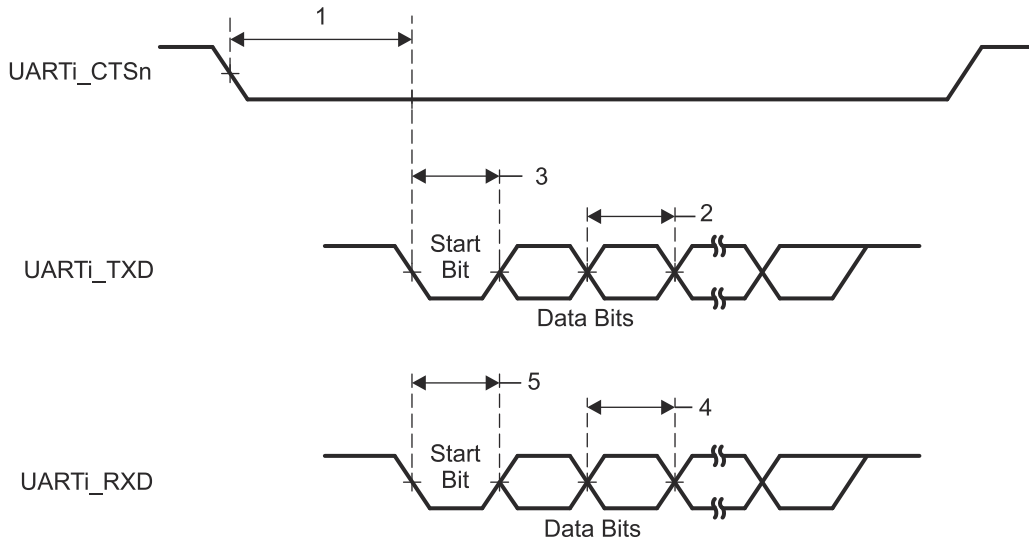 1
UARTi_CTSn
3
2
Start
Bit
UARTi_TXD
Data Bits
5
4
Start
Bit
UARTi_RXD
Data Bits